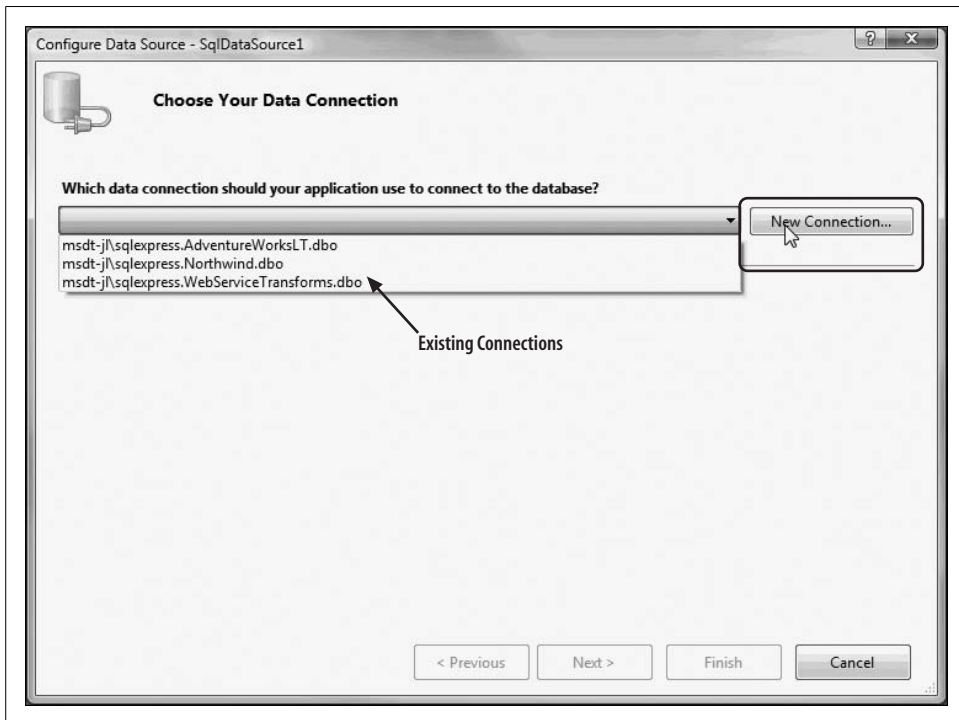 Configure Data Source - SqlDataSource1
Choose Your Data Connection
Which data connection should your application use to connect to the database?
New Connection...
msdt-jl\sqlexpress.AdventureWorksLT.dbo
msdt-jl\sqlexpress.Northwind.dbo
msdt-jl\sqlexpress.WebServiceTransforms.dbo
Existing Connections
< Previous
Next >
Finish
Cancel